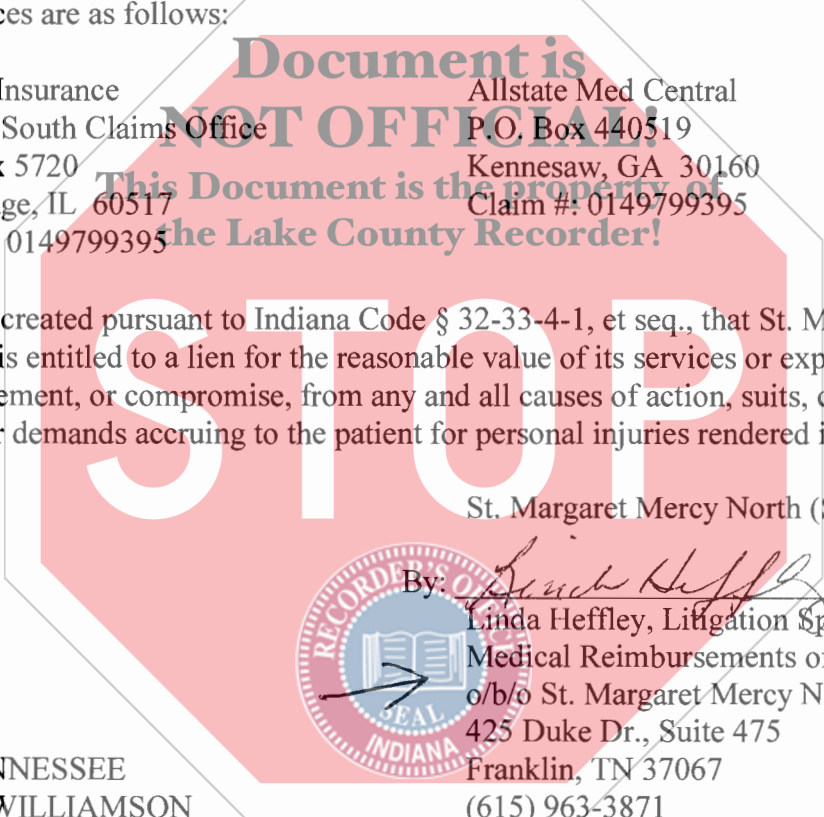 ces are as follows:
Document is
NOT OFFICIAL!
This Document is the property of
the Lake County Recorder!
Insurance
South Claims Office
x 5720
ge, IL 60517
0149799395
Allstate Med Central
P.O. Box 440519
Kennesaw, GA 30160
Claim #: 0149799395
created pursuant to Indiana Code § 32-33-4-1, et seq., that St. M
is entitled to a lien for the reasonable value of its services or exp
ement, or compromise, from any and all causes of action, suits, c
r demands accruing to the patient for personal injuries rendered i
STOP
St. Margaret Mercy North (S
By: Linda Heffley
Linda Heffley, Litigation Sp
Medical Reimbursements of
o/b/o St. Margaret Mercy N
425 Duke Dr., Suite 475
Franklin, TN 37067
(615) 963-3871
RECORDER'S OFFICE
SEAL
INDIANA
NNESSEE
WILLIAMSON